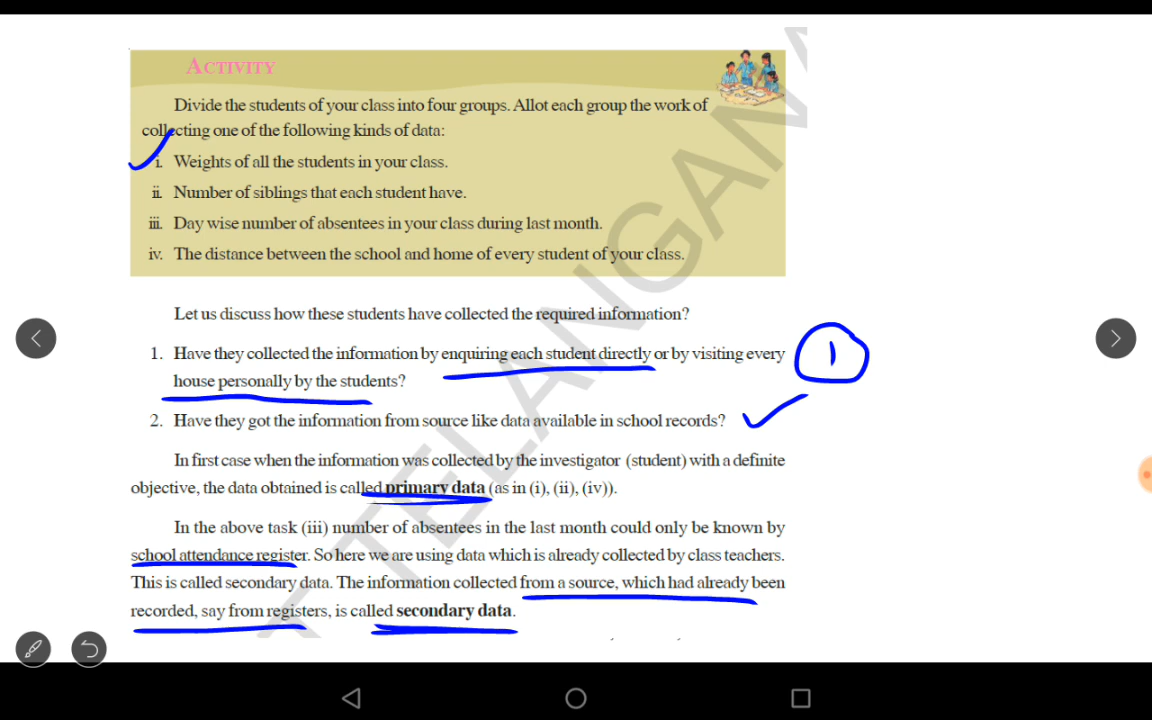 ACTIVITY
Divide the students of your class into four groups. Allot each group the work of
collecting one of the following kinds of data:
i. Weights of all the students in your class.
ii. Number of siblings that each student have.
iii. Day wise number of absentees in your class during last month.
iv. The distance between the school and home of every student of your class.
Let us discuss how these students have collected the required information?
1. Have they collected the information by enquiring each student directly or by visiting every
house personally by the students?
1
2. Have they got the information from source like data available in school records?
In first case when the information was collected by the investigator (student) with a definite
objective, the data obtained is called primary data (as in (i), (ii), (iv)).
In the above task (iii) number of absentees in the last month could only be known by
school attendance register. So here we are using data which is already collected by class teachers.
This is called secondary data. The information collected from a source, which had already been
recorded, say from registers, is called secondary data.
T TELANGANA